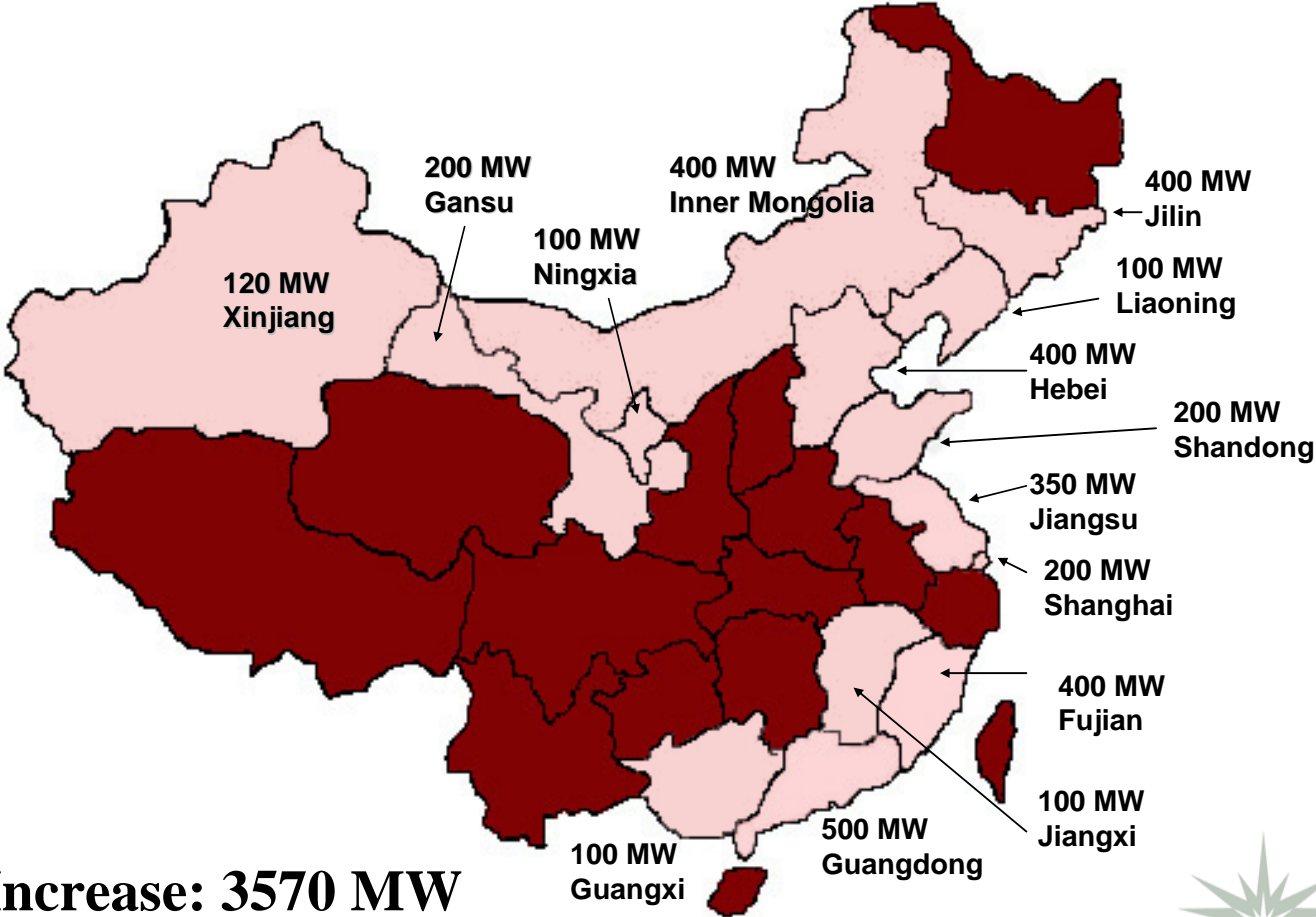 200 MW
Gansu
400 MW
Inner Mongolia
400 MW
Jilin
100 MW
Ningxia
120 MW
Xinjiang
100 MW
Liaoning
400 MW
Hebei
200 MW
Shandong
350 MW
Jiangsu
200 MW
Shanghai
400 MW
Fujian
100 MW
Jiangxi
500 MW
Guangdong
100 MW
Guangxi
Increase: 3570 MW